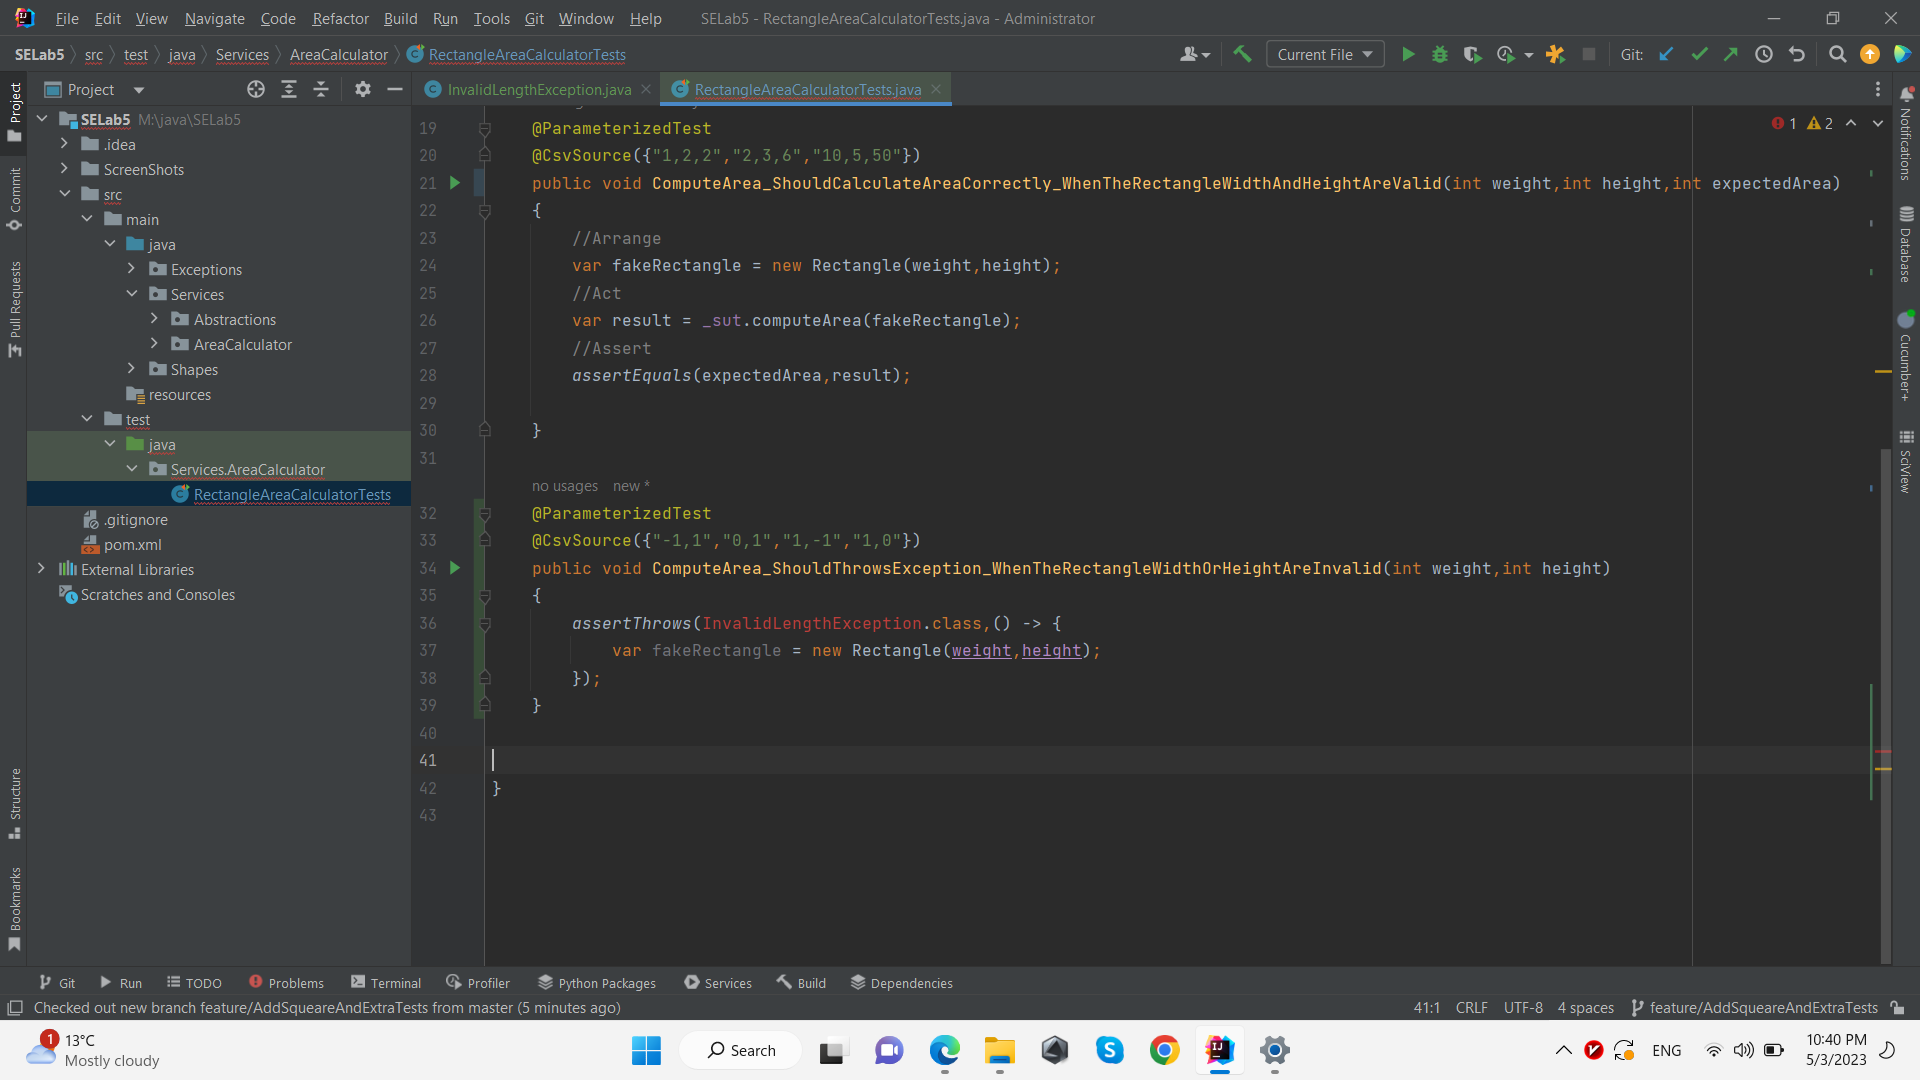 File Edit View Navigate Code Refactor Build Run Tools Git Window Help SELab5 - RectangleAreaCalculatorTests.java - Administrator
SELab5 src test java Services AreaCalculator RectangleAreaCalculatorTests Current File Git:
Project InvalidLengthException.java RectangleAreaCalculatorTests.java
SELab5 M:\java\SELab5
.idea
ScreenShots
src
main
java
Exceptions
Services
Abstractions
AreaCalculator
Shapes
resources
test
java
Services.AreaCalculator
RectangleAreaCalculatorTests
.gitignore
pom.xml
External Libraries
Scratches and Consoles
Project
Commit
Pull Requests
Structure
Bookmarks
1 2
19 @ParameterizedTest
20 @CsvSource({"1,2,2","2,3,6","10,5,50"})
21 public void ComputeArea_ShouldCalculateAreaCorrectly_WhenTheRectangleWidthAndHeightAreValid(int weight,int height,int expectedArea)
22 {
23 //Arrange
24 var fakeRectangle = new Rectangle(weight,height);
25 //Act
26 var result = _sut.computeArea(fakeRectangle);
27 //Assert
28 assertEquals(expectedArea,result);
29
30 }
31
no usages new *
32 @ParameterizedTest
33 @CsvSource({"-1,1","0,1","1,-1","1,0"})
34 public void ComputeArea_ShouldThrowsException_WhenTheRectangleWidthOrHeightAreInvalid(int weight,int height)
35 {
36 assertThrows(InvalidLengthException.class,() -> {
37 var fakeRectangle = new Rectangle(weight,height);
38 });
39 }
40
41
42 }
43
Notifications
Database
Cucumber+
SciView
Git Run TODO Problems Terminal Profiler Python Packages Services Build Dependencies
Checked out new branch feature/AddSqueareAndExtraTests from master (5 minutes ago) 41:1 CRLF UTF-8 4 spaces feature/AddSqueareAndExtraTests
1 13°C
Mostly cloudy
Search
ENG
10:40 PM
5/3/2023